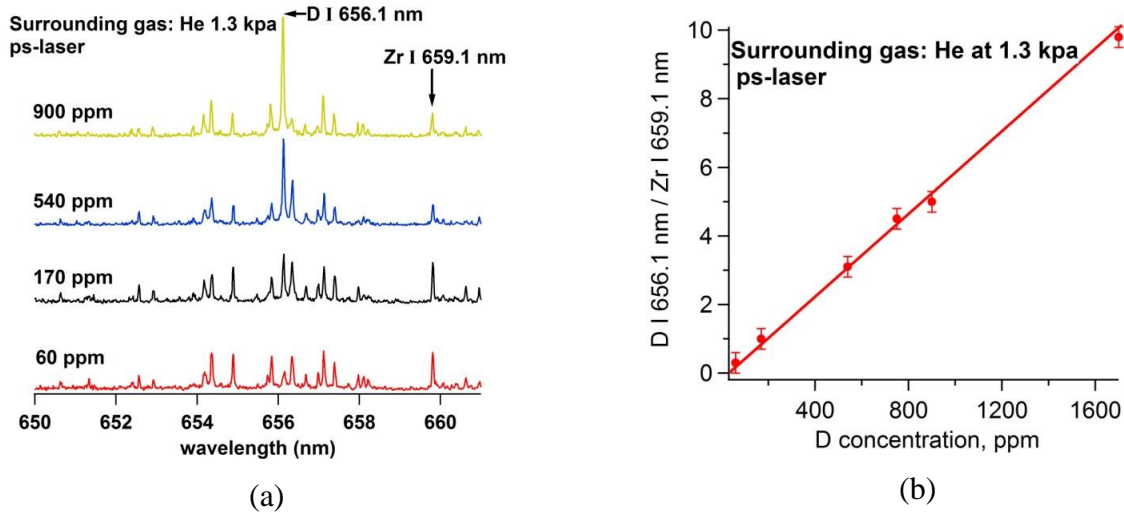 Surrounding gas: He 1.3 kpa
ps-laser
D I 656.1 nm
Zr I 659.1 nm
900 ppm
540 ppm
170 ppm
60 ppm
650 652 654 656 658 660
wavelength (nm)
(a)
Surrounding gas: He at 1.3 kpa
ps-laser
D I 656.1 nm / Zr I 659.1 nm
10
8
6
4
2
0
400 800 1200 1600
D concentration, ppm
(b)